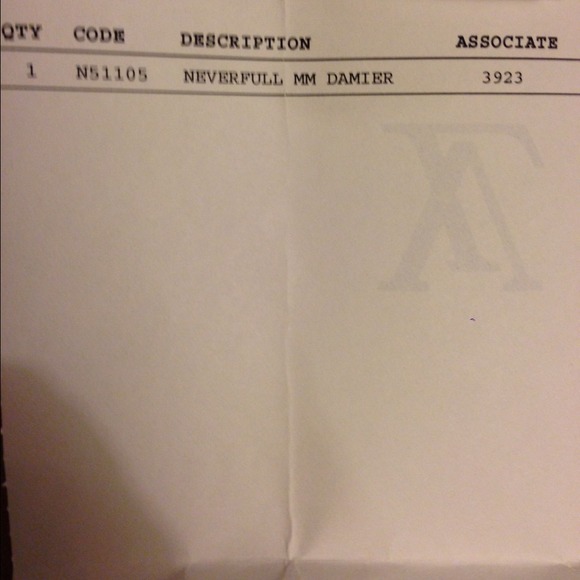 QTY CODE DESCRIPTION ASSOCIATE
1 N51105 NEVERFULL MM DAMIER 3923